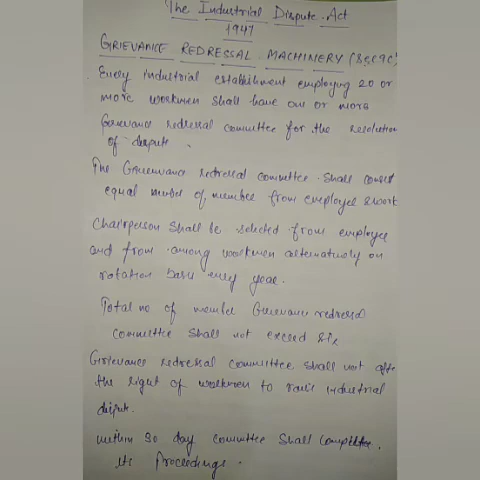 The Industrial Dispute Act
1947
GRIEVANCE REDRESSAL MACHINERY (Sec 9C)
Every industrial establishment employing 20 or
more workmen shall have one or more
Grievance redressal committee for the resolution
of dispute.
The Grievance redressal committee shall consist
equal number of member from employee & work
Chairperson shall be selected from employee
and from among workmen alternatively on
rotation basis every year.
Total no of member Grievance redressal
committee shall not exceed six
Grievance redressal committee shall not affe
the right of workmen to raise industrial
dispute.
within 30 day committee shall complete.
its Proceedings.